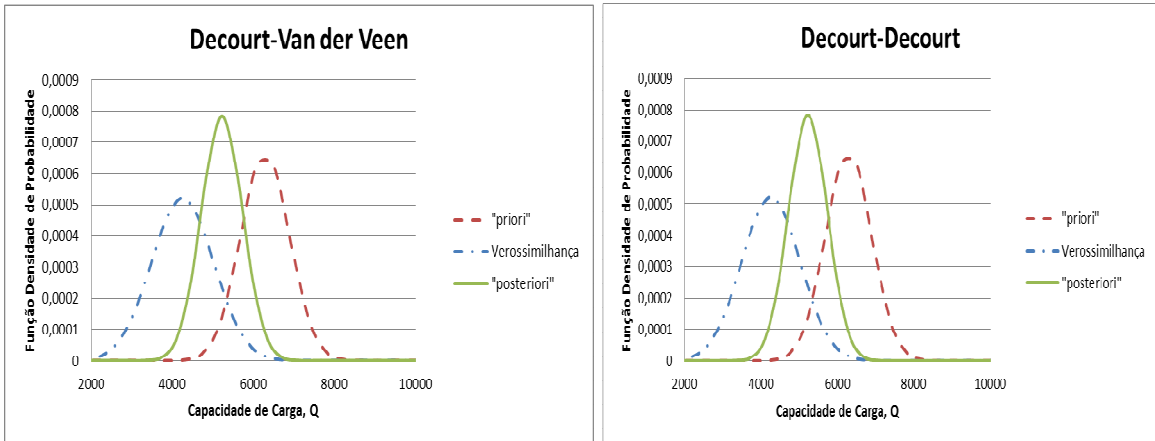 Decourt-Van der Veen
Função Densidade de Probabilidade
0,0009
0,0008
0,0007
0,0006
0,0005
0,0004
0,0003
0,0002
0,0001
0
2000 4000 6000 8000 10000
Capacidade de Carga, Q
"priori"
Verossimilhança
"posteriori"
Decourt-Decourt
Função Densidade de Probabilidade
0,0009
0,0008
0,0007
0,0006
0,0005
0,0004
0,0003
0,0002
0,0001
0
2000 4000 6000 8000 10000
Capacidade de Carga, Q
"priori"
Verossimilhança
"posteriori"